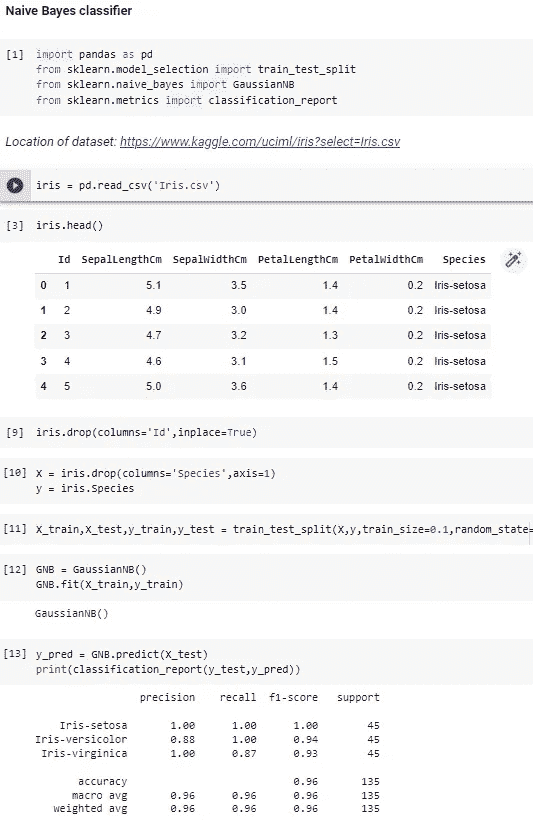 Naive Bayes classifier
[1] import pandas as pd
from sklearn.model_selection import train_test_split
from sklearn.naive_bayes import GaussianNB
from sklearn.metrics import classification_report
Location of dataset: https://www.kaggle.com/uciml/iris?select=Iris.csv
iris = pd.read_csv('Iris.csv')
[3] iris.head()
Id SepalLengthCm SepalWidthCm PetalLengthCm PetalWidthCm Species
0 1 5.1 3.5 1.4 0.2 Iris-setosa
1 2 4.9 3.0 1.4 0.2 Iris-setosa
2 3 4.7 3.2 1.3 0.2 Iris-setosa
3 4 4.6 3.1 1.5 0.2 Iris-setosa
4 5 5.0 3.6 1.4 0.2 Iris-setosa
[9] iris.drop(columns='Id',inplace=True)
[10] X = iris.drop(columns='Species',axis=1)
y = iris.Species
[11] X_train,X_test,y_train,y_test = train_test_split(X,y,train_size=0.1,random_state=
[12] GNB = GaussianNB()
GNB.fit(X_train,y_train)
GaussianNB()
[13] y_pred = GNB.predict(X_test)
print(classification_report(y_test,y_pred))
precision recall f1-score support
Iris-setosa 1.00 1.00 1.00 45
Iris-versicolor 0.88 1.00 0.94 45
Iris-virginica 1.00 0.87 0.93 45
accuracy 0.96 135
macro avg 0.96 0.96 0.96 135
weighted avg 0.96 0.96 0.96 135